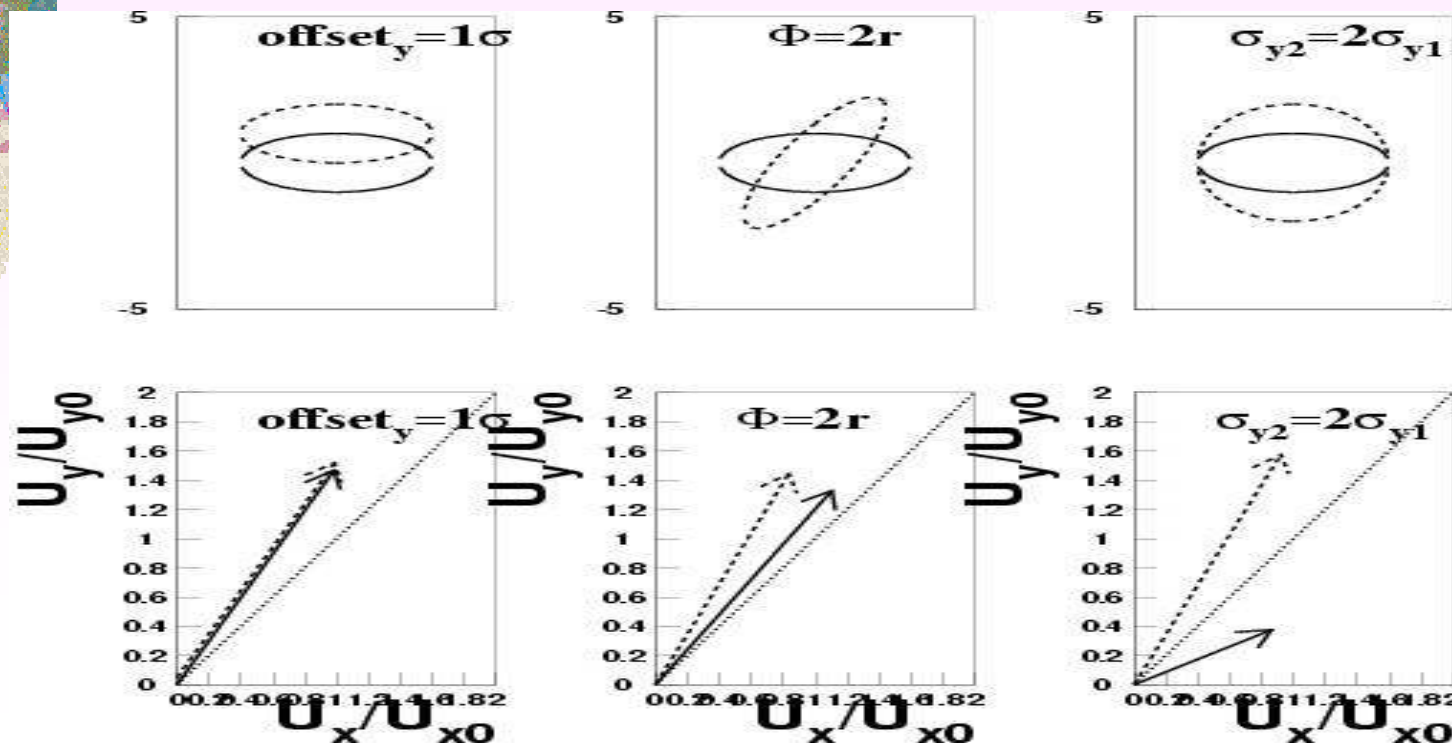 5 5 5
offset_y=1σ Φ=2r σ_y2=2σ_y1
-5 -5 -5
U_y/U_y0 U_y/U_y0 U_y/U_y0
2 2 2
offset_y=1σ Φ=2r σ_y2=2σ_y1
1.8 1.8 1.8
1.6 1.6 1.6
1.4 1.4 1.4
1.2 1.2 1.2
1 1 1
0.8 0.8 0.8
0.6 0.6 0.6
0.4 0.4 0.4
0.2 0.2 0.2
0 0 0
U_x/U_x0 U_x/U_x0 U_x/U_x0